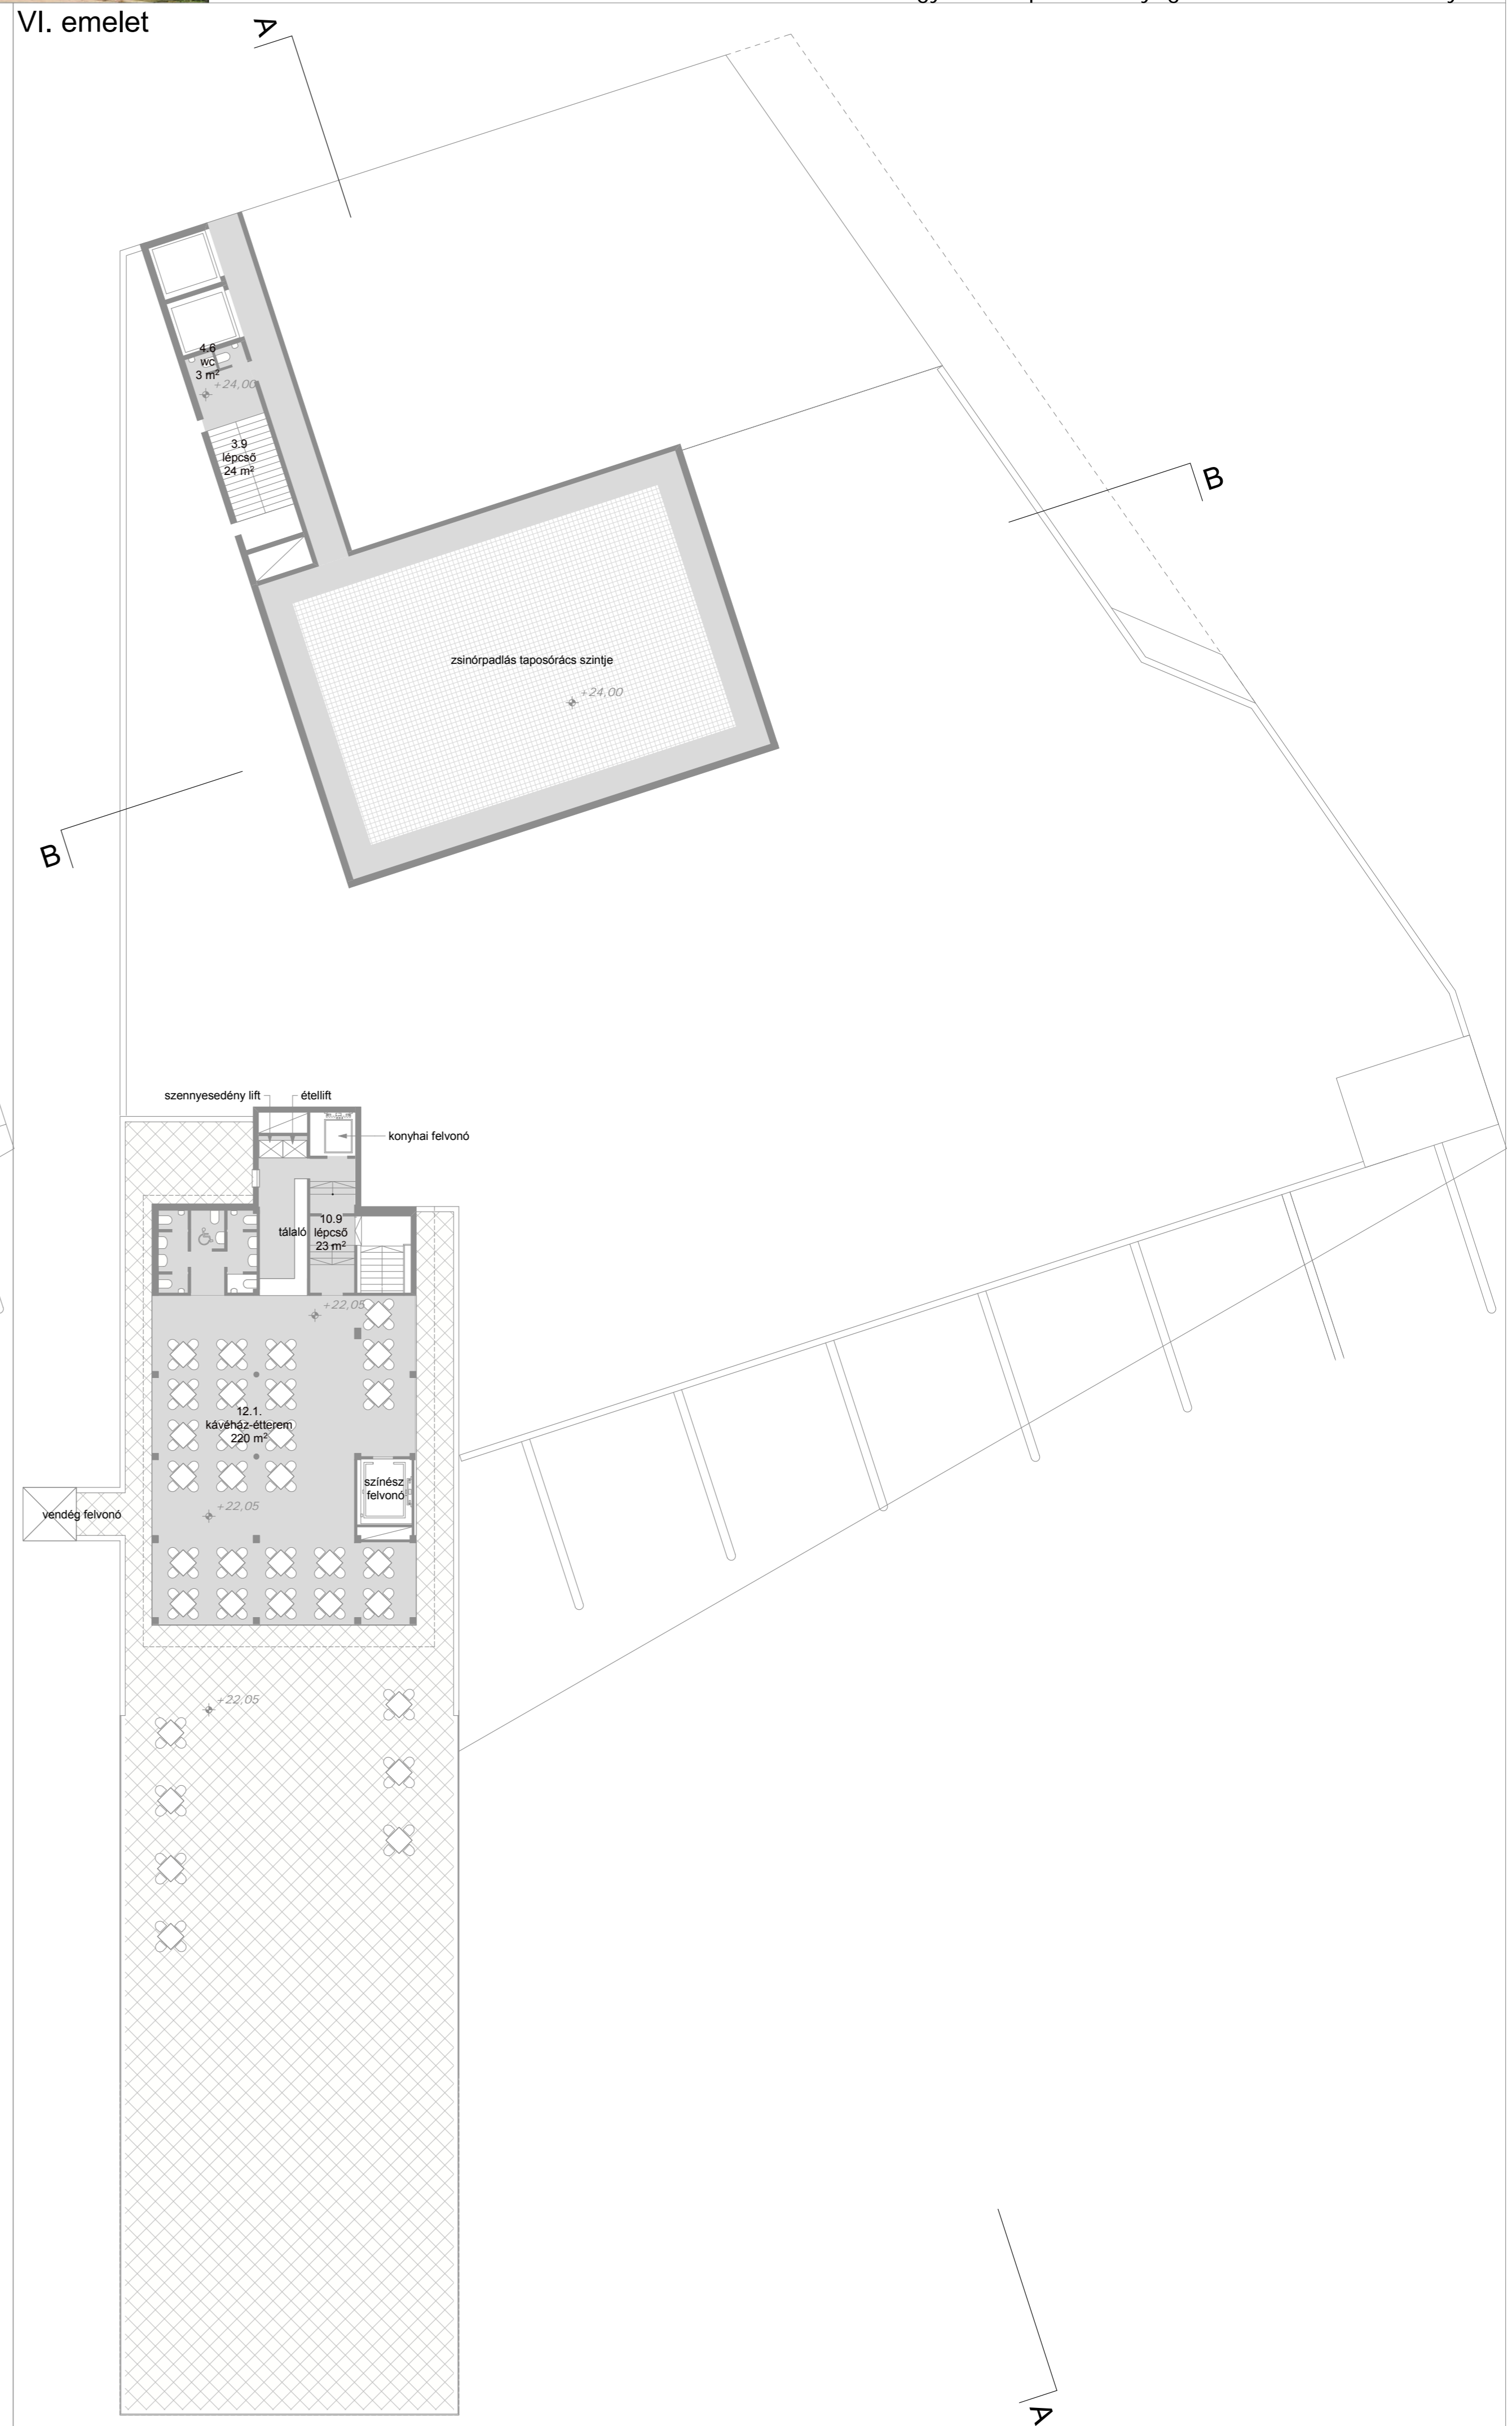 VI. emelet
A
4.6
wc
3 m²
+24,00
3.9
lépcső
24 m²
B
zsinórpadlás taposórács szintje
+24,00
B
szennyesedény lift
étellift
konyhai felvonó
tálaló
10.9
lépcső
23 m²
+22,05
12.1.
kávéház-étterem
220 m²
színész
felvonó
vendég felvonó
+22,05
+22,05
A